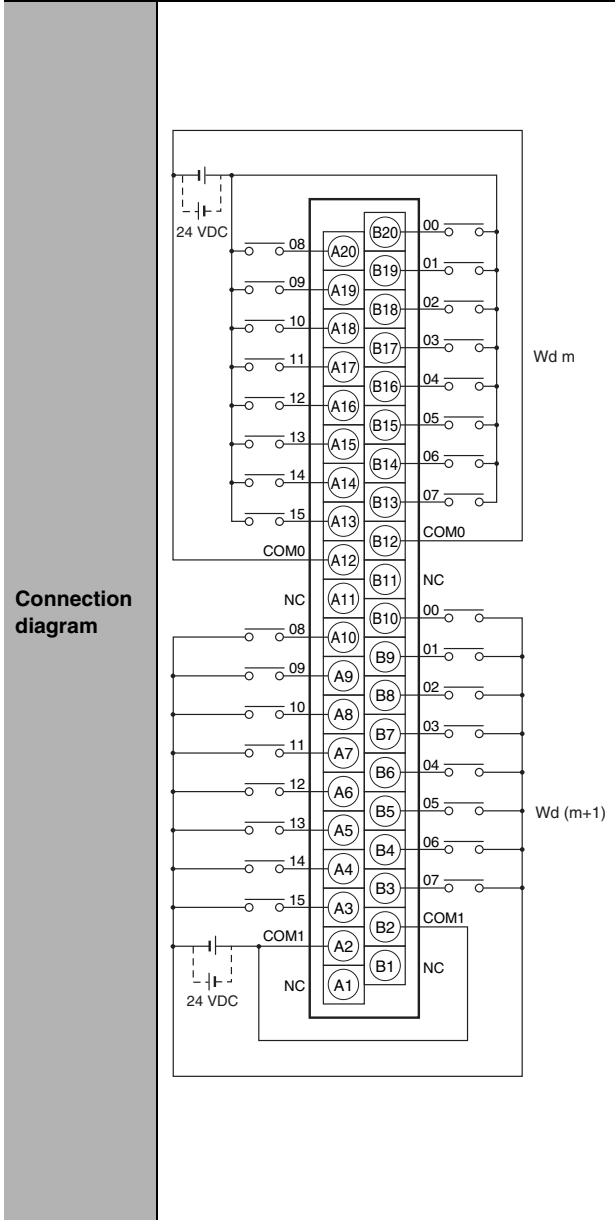 Connection
diagram
24 VDC
08 A20 B20 00
09 A19 B19 01
10 A18 B18 02
11 A17 B17 03
Wd m
12 A16 B16 04
13 A15 B15 05
14 A14 B14 06
15 A13 B13 07
COM0 A12 B12 COM0
NC A11 B11 NC
08 A10 B10 00
09 A9 B9 01
10 A8 B8 02
11 A7 B7 03
12 A6 B6 04
13 A5 B5 05
Wd (m+1)
14 A4 B4 06
15 A3 B3 07
COM1 A2 B2 COM1
NC A1 B1 NC
24 VDC